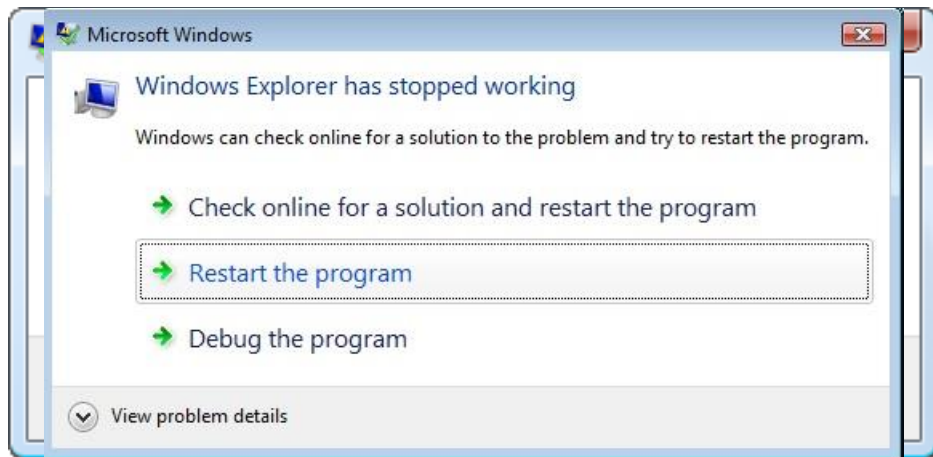 Microsoft Windows
Windows Explorer has stopped working
Windows can check online for a solution to the problem and try to restart the program.
Check online for a solution and restart the program
Restart the program
Debug the program
View problem details